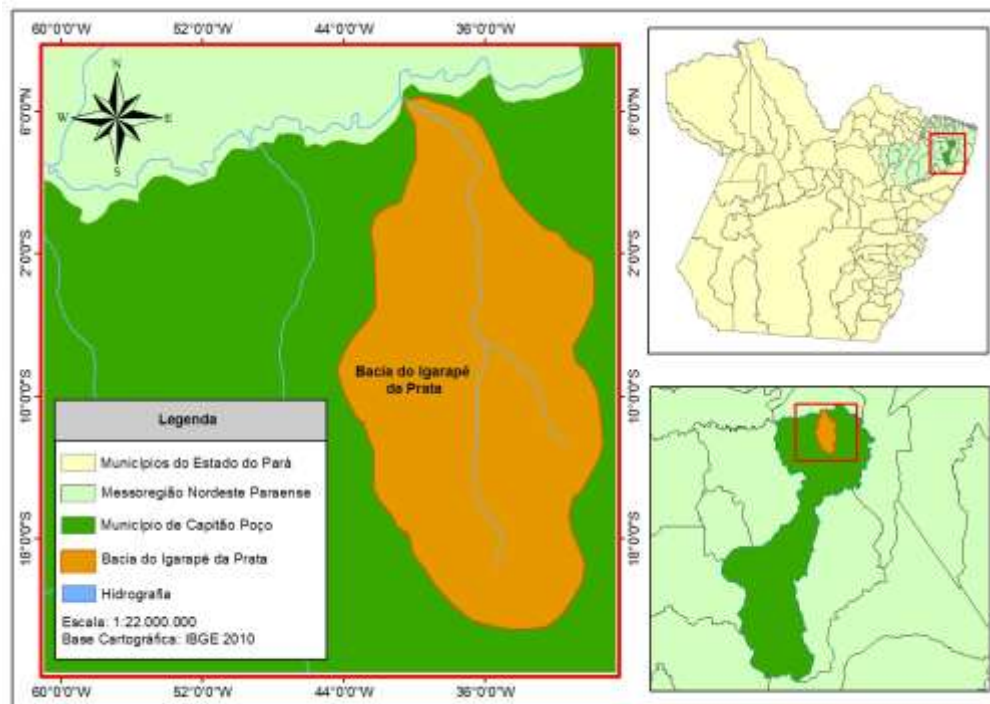 60°0'0"W 52°0'0"W 44°0'0"W 36°0'0"W
6°0'0"N 6°0'0"N
N
W E
S
2°0'0"S 2°0'0"S
Bacia do Igarapé
da Prata
10°0'0"S 10°0'0"S
Legenda
Municípios do Estado do Pará
Messoregião Nordeste Paraense
Município de Capitão Poço
Bacia do Igarapé da Prata
Hidrografia
Escala: 1:22.000.000
Base Cartográfica: IBGE 2010
18°0'0"S 18°0'0"S
60°0'0"W 52°0'0"W 44°0'0"W 36°0'0"W